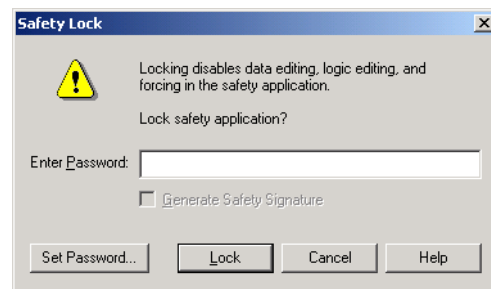 Safety Lock
Locking disables data editing, logic editing, and
forcing in the safety application.
Lock safety application?
Enter Password:
Generate Safety Signature
Set Password... Lock Cancel Help